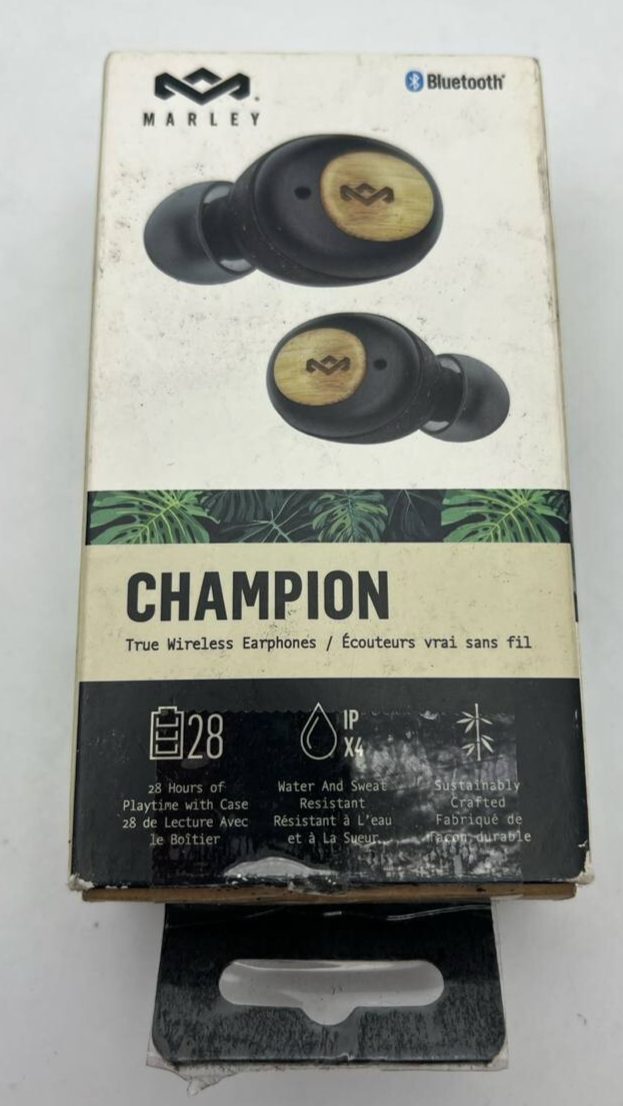 MARLEY
Bluetooth®
CHAMPION
True Wireless Earphones / Écouteurs vrai sans fil
28
IP
X4
28 Hours of
Playtime with Case
28 de Lecture Avec
le Boîtier
Water And Sweat
Resistant
Résistant à L'eau
et à La Sueur
Sustainably
Crafted
Fabriqué de
façon durable